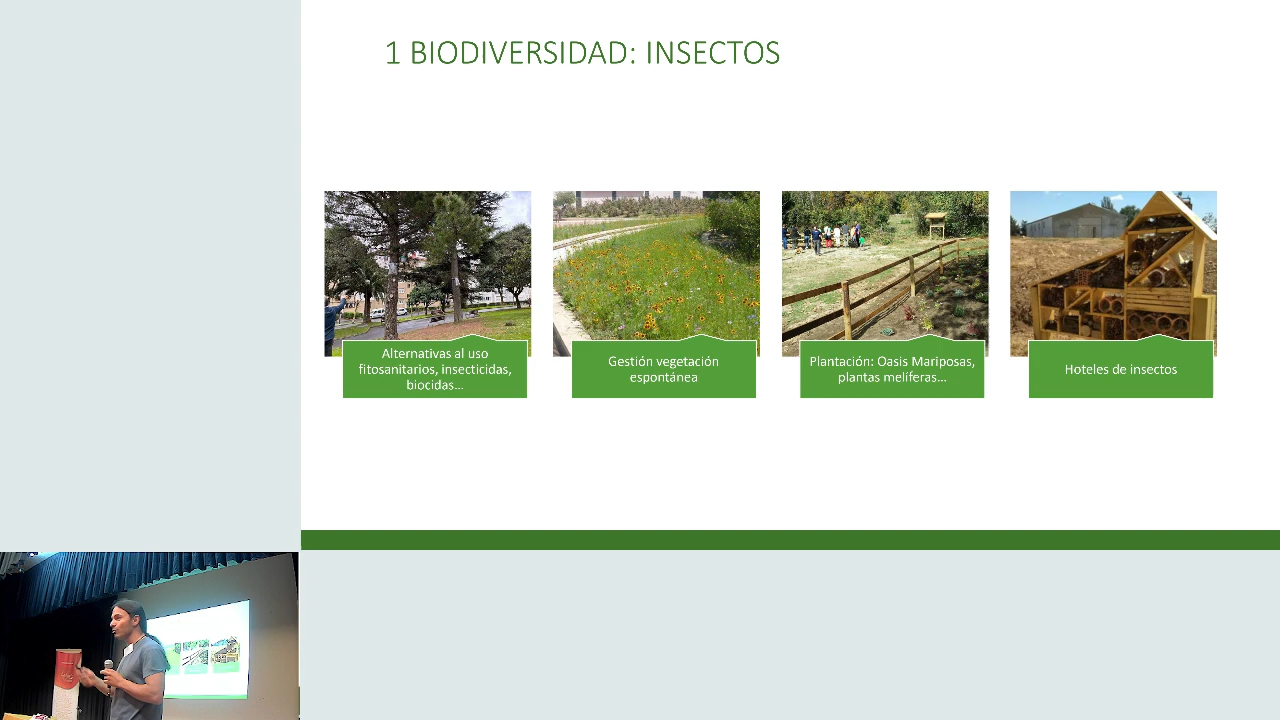 1 BIODIVERSIDAD: INSECTOS
Alternativas al uso
fitosanitarios, insecticidas,
biocidas...
Gestión vegetación
espontánea
Plantación: Oasis Mariposas,
plantas melíferas...
Hoteles de insectos